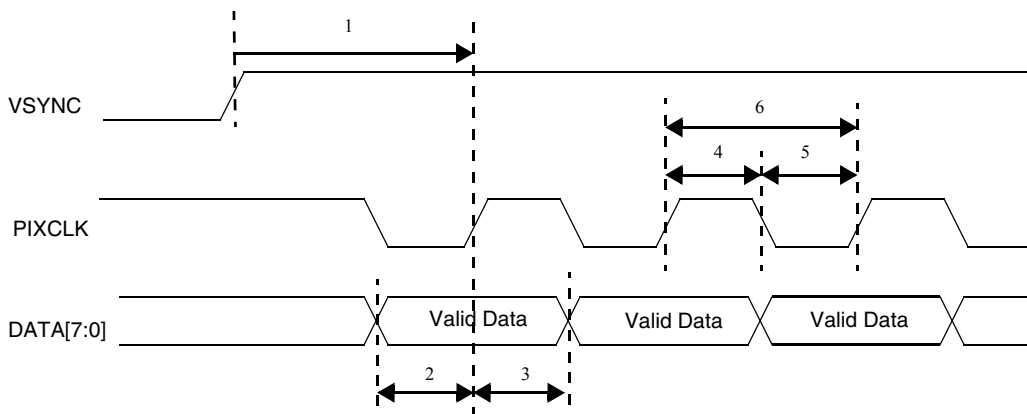 1
VSYNC
6
4 5
PIXCLK
DATA[7:0] Valid Data Valid Data Valid Data
2 3